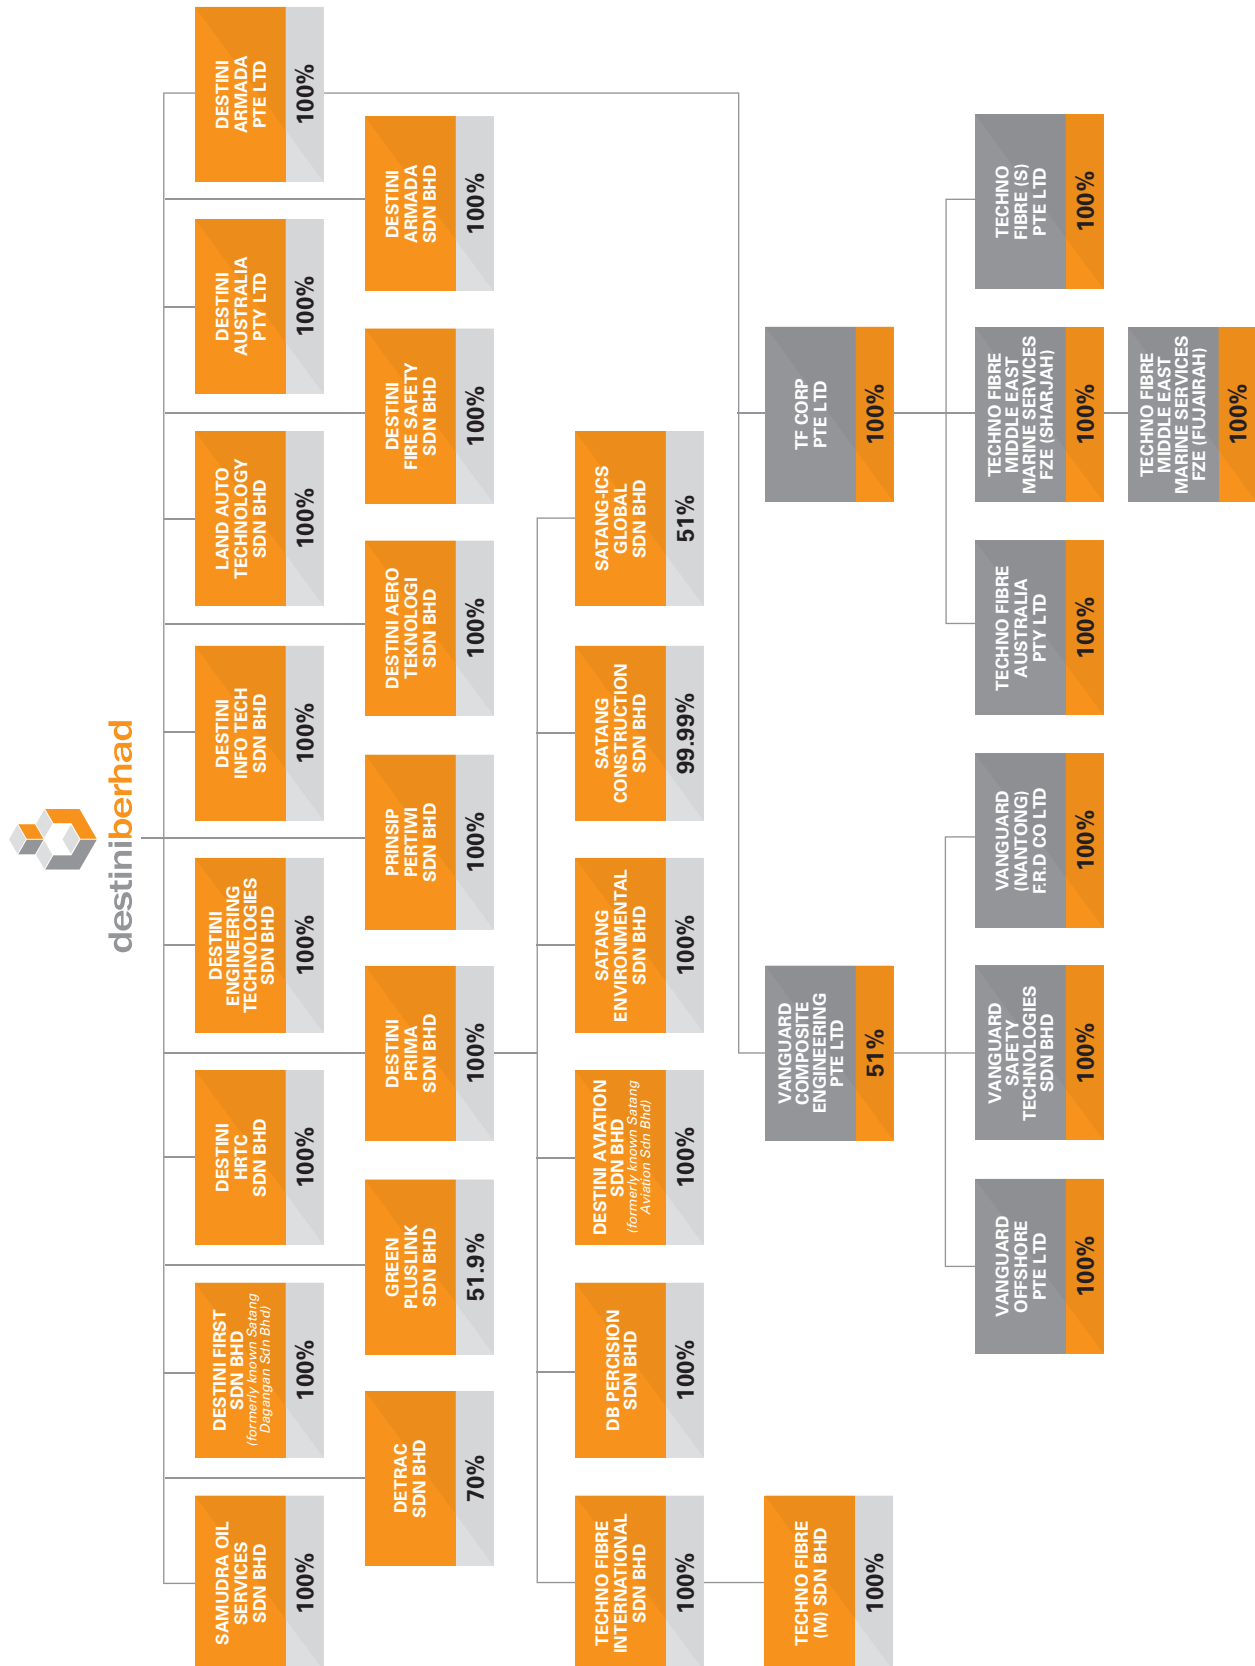 destiniberhad
SAMUDRA OIL
SERVICES
SDN BHD
100%
DESTINI FIRST
SDN BHD
(formerly known Satang
Dagangan Sdn Bhd)
100%
DESTINI
HRTC
SDN BHD
100%
DESTINI
ENGINEERING
TECHNOLOGIES
SDN BHD
100%
DESTINI
INFO TECH
SDN BHD
100%
LAND AUTO
TECHNOLOGY
SDN BHD
100%
DESTINI
AUSTRALIA
PTY LTD
100%
DESTINI
ARMADA
PTE LTD
100%
DETRAC
SDN BHD
70%
GREEN
PLUSLINK
SDN BHD
51.9%
DESTINI
PRIMA
SDN BHD
100%
PRINSIP
PERTIWI
SDN BHD
100%
DESTINI AERO
TEKNOLOGI
SDN BHD
100%
DESTINI
FIRE SAFETY
SDN BHD
100%
DESTINI
ARMADA
SDN BHD
100%
TECHNO FIBRE
INTERNATIONAL
SDN BHD
100%
DB PERCISION
SDN BHD
100%
DESTINI AVIATION
SDN BHD
(formerly known Satang
Aviation Sdn Bhd)
100%
SATANG
ENVIRONMENTAL
SDN BHD
100%
SATANG
CONSTRUCTION
SDN BHD
99.99%
SATANG-ICS
GLOBAL
SDN BHD
51%
TECHNO FIBRE
(M) SDN BHD
100%
VANGUARD
COMPOSITE
ENGINEERING
PTE LTD
51%
TF CORP
PTE LTD
100%
VANGUARD
OFFSHORE
PTE LTD
100%
VANGUARD
SAFETY
TECHNOLOGIES
SDN BHD
100%
VANGUARD
(NANTONG)
F.R.D CO LTD
100%
TECHNO FIBRE
AUSTRALIA
PTY LTD
100%
TECHNO FIBRE
MIDDLE EAST
MARINE SERVICES
FZE (SHARJAH)
100%
TECHNO
FIBRE (S)
PTE LTD
100%
TECHNO FIBRE
MIDDLE EAST
MARINE SERVICES
FZE (FUJAIRAH)
100%